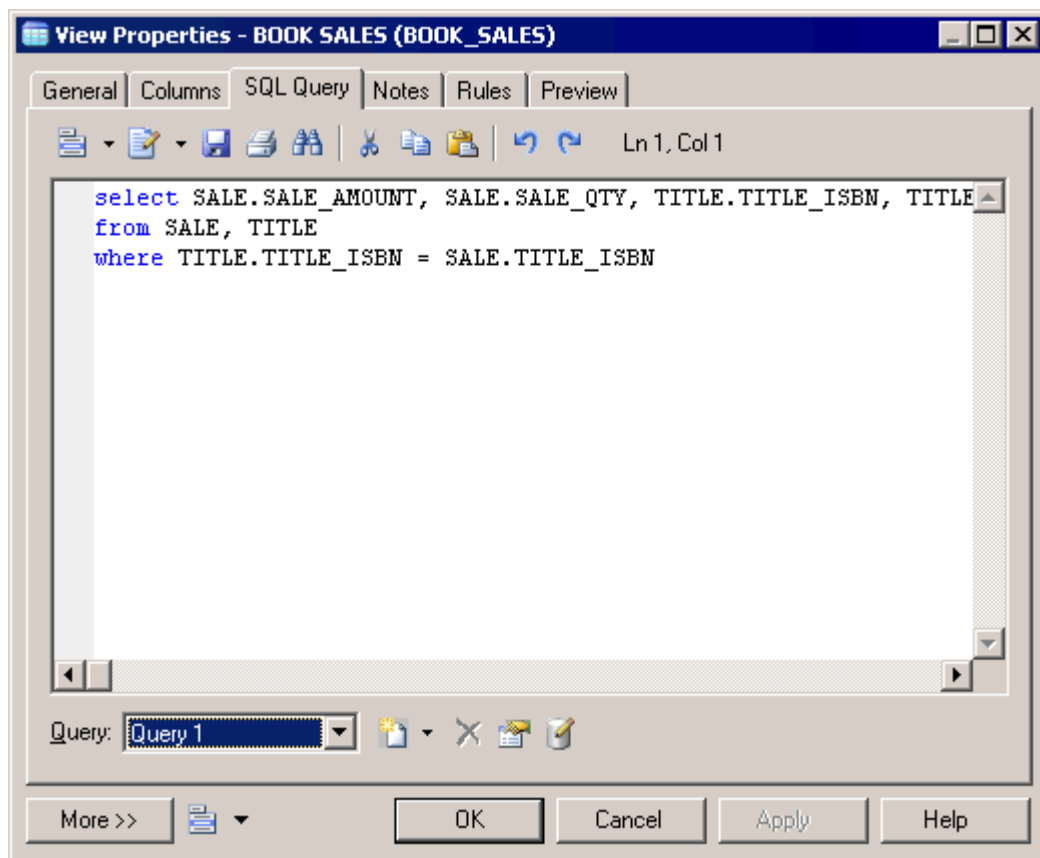 View Properties - BOOK SALES (BOOK_SALES)
General Columns SQL Query Notes Rules Preview
Ln 1, Col 1
select SALE.SALE_AMOUNT, SALE.SALE_QTY, TITLE.TITLE_ISBN, TITLE
from SALE, TITLE
where TITLE.TITLE_ISBN = SALE.TITLE_ISBN
Query: Query 1
More >> OK Cancel Apply Help